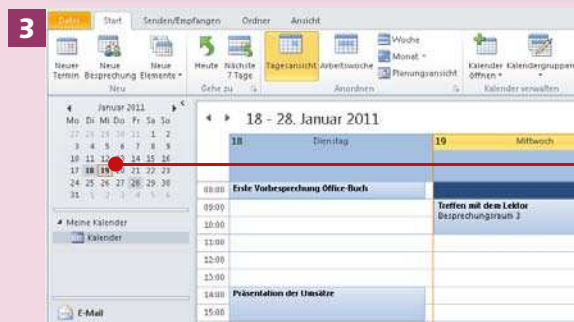 3
Datei Start Senden/Empfangen Ordner Ansicht
Neuer Termin
Neue Besprechung
Neue Elemente
Neu
Heute
Nächste 7 Tage
Gehe zu
Tagesansicht
Arbeitswoche
Woche
Monat
Planungsansicht
Anordnen
Kalender öffnen
Kalendergruppen
Kalender verwalten
Januar 2011
Mo Di Mi Do Fr Sa So
27 28 29 30 31 1 2
3 4 5 6 7 8 9
10 11 12 14 15 16
17 18 19 20 21 22 23
24 25 26 27 28 29 30
31 1 2 3 4 5 6
Meine Kalender
Kalender
E-Mail
18 - 28. Januar 2011
18 Dienstag
19 Mittwoch
08:00 Erste Vorbesprechung Office-Buch
09:00 Treffen mit dem Lektor
Besprechungsraum 3
10:00
11:00
12:00
13:00
14:00 Präsentation der Umsätze
15:00